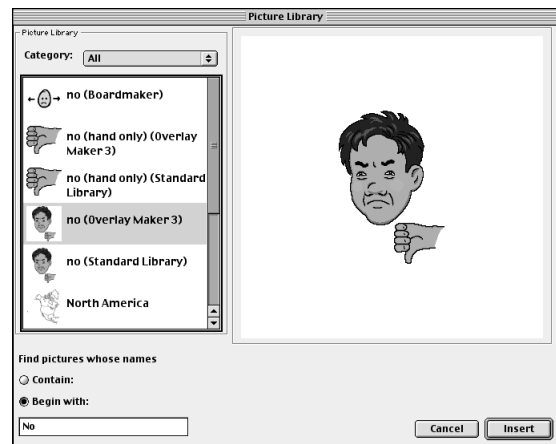 Picture Library
Picture Library
Category:
All
no (Boardmaker)
no (hand only) (Overlay
Maker 3)
no (hand only) (Standard
Library)
no (Overlay Maker 3)
no (Standard Library)
North America
Find pictures whose names
Contain:
Begin with:
No
Cancel
Insert